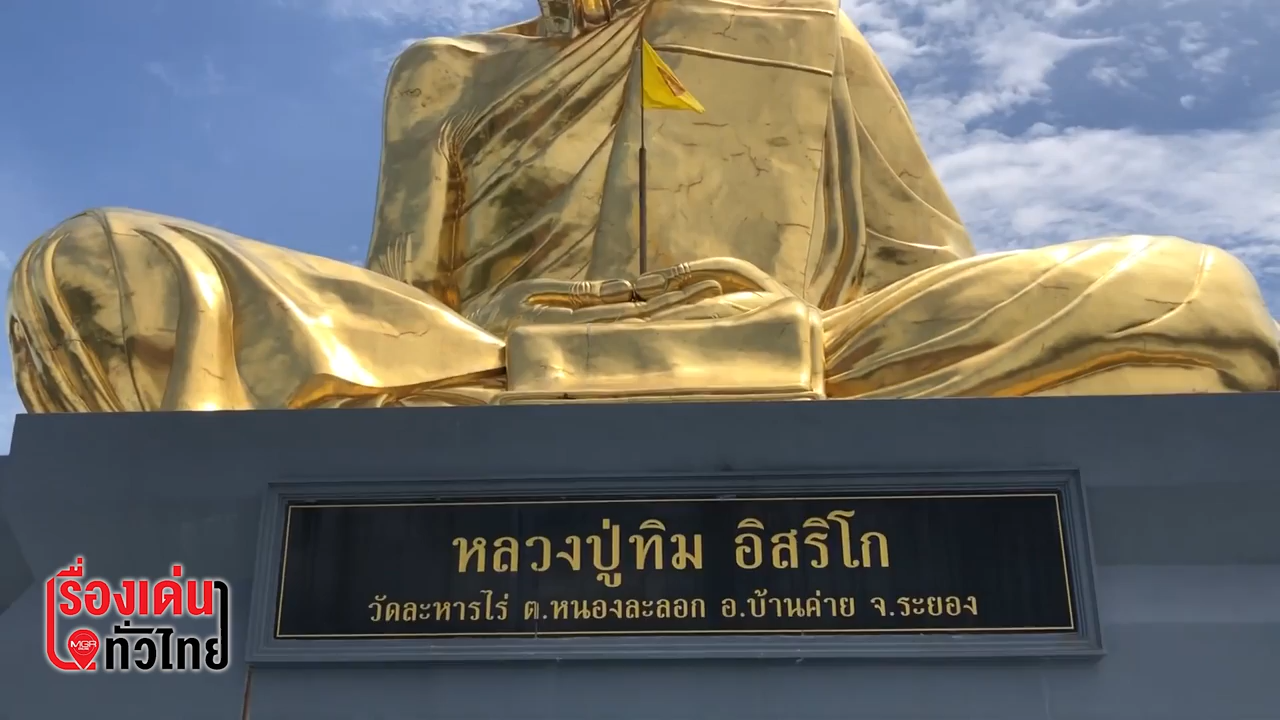 หลวงปู่ทิม อิสริโก
วัดละหารไร่ ต.หนองละลอก อ.บ้านค่าย จ.ระยอง
เรื่องเด่น
MGR
ทั่วไทย